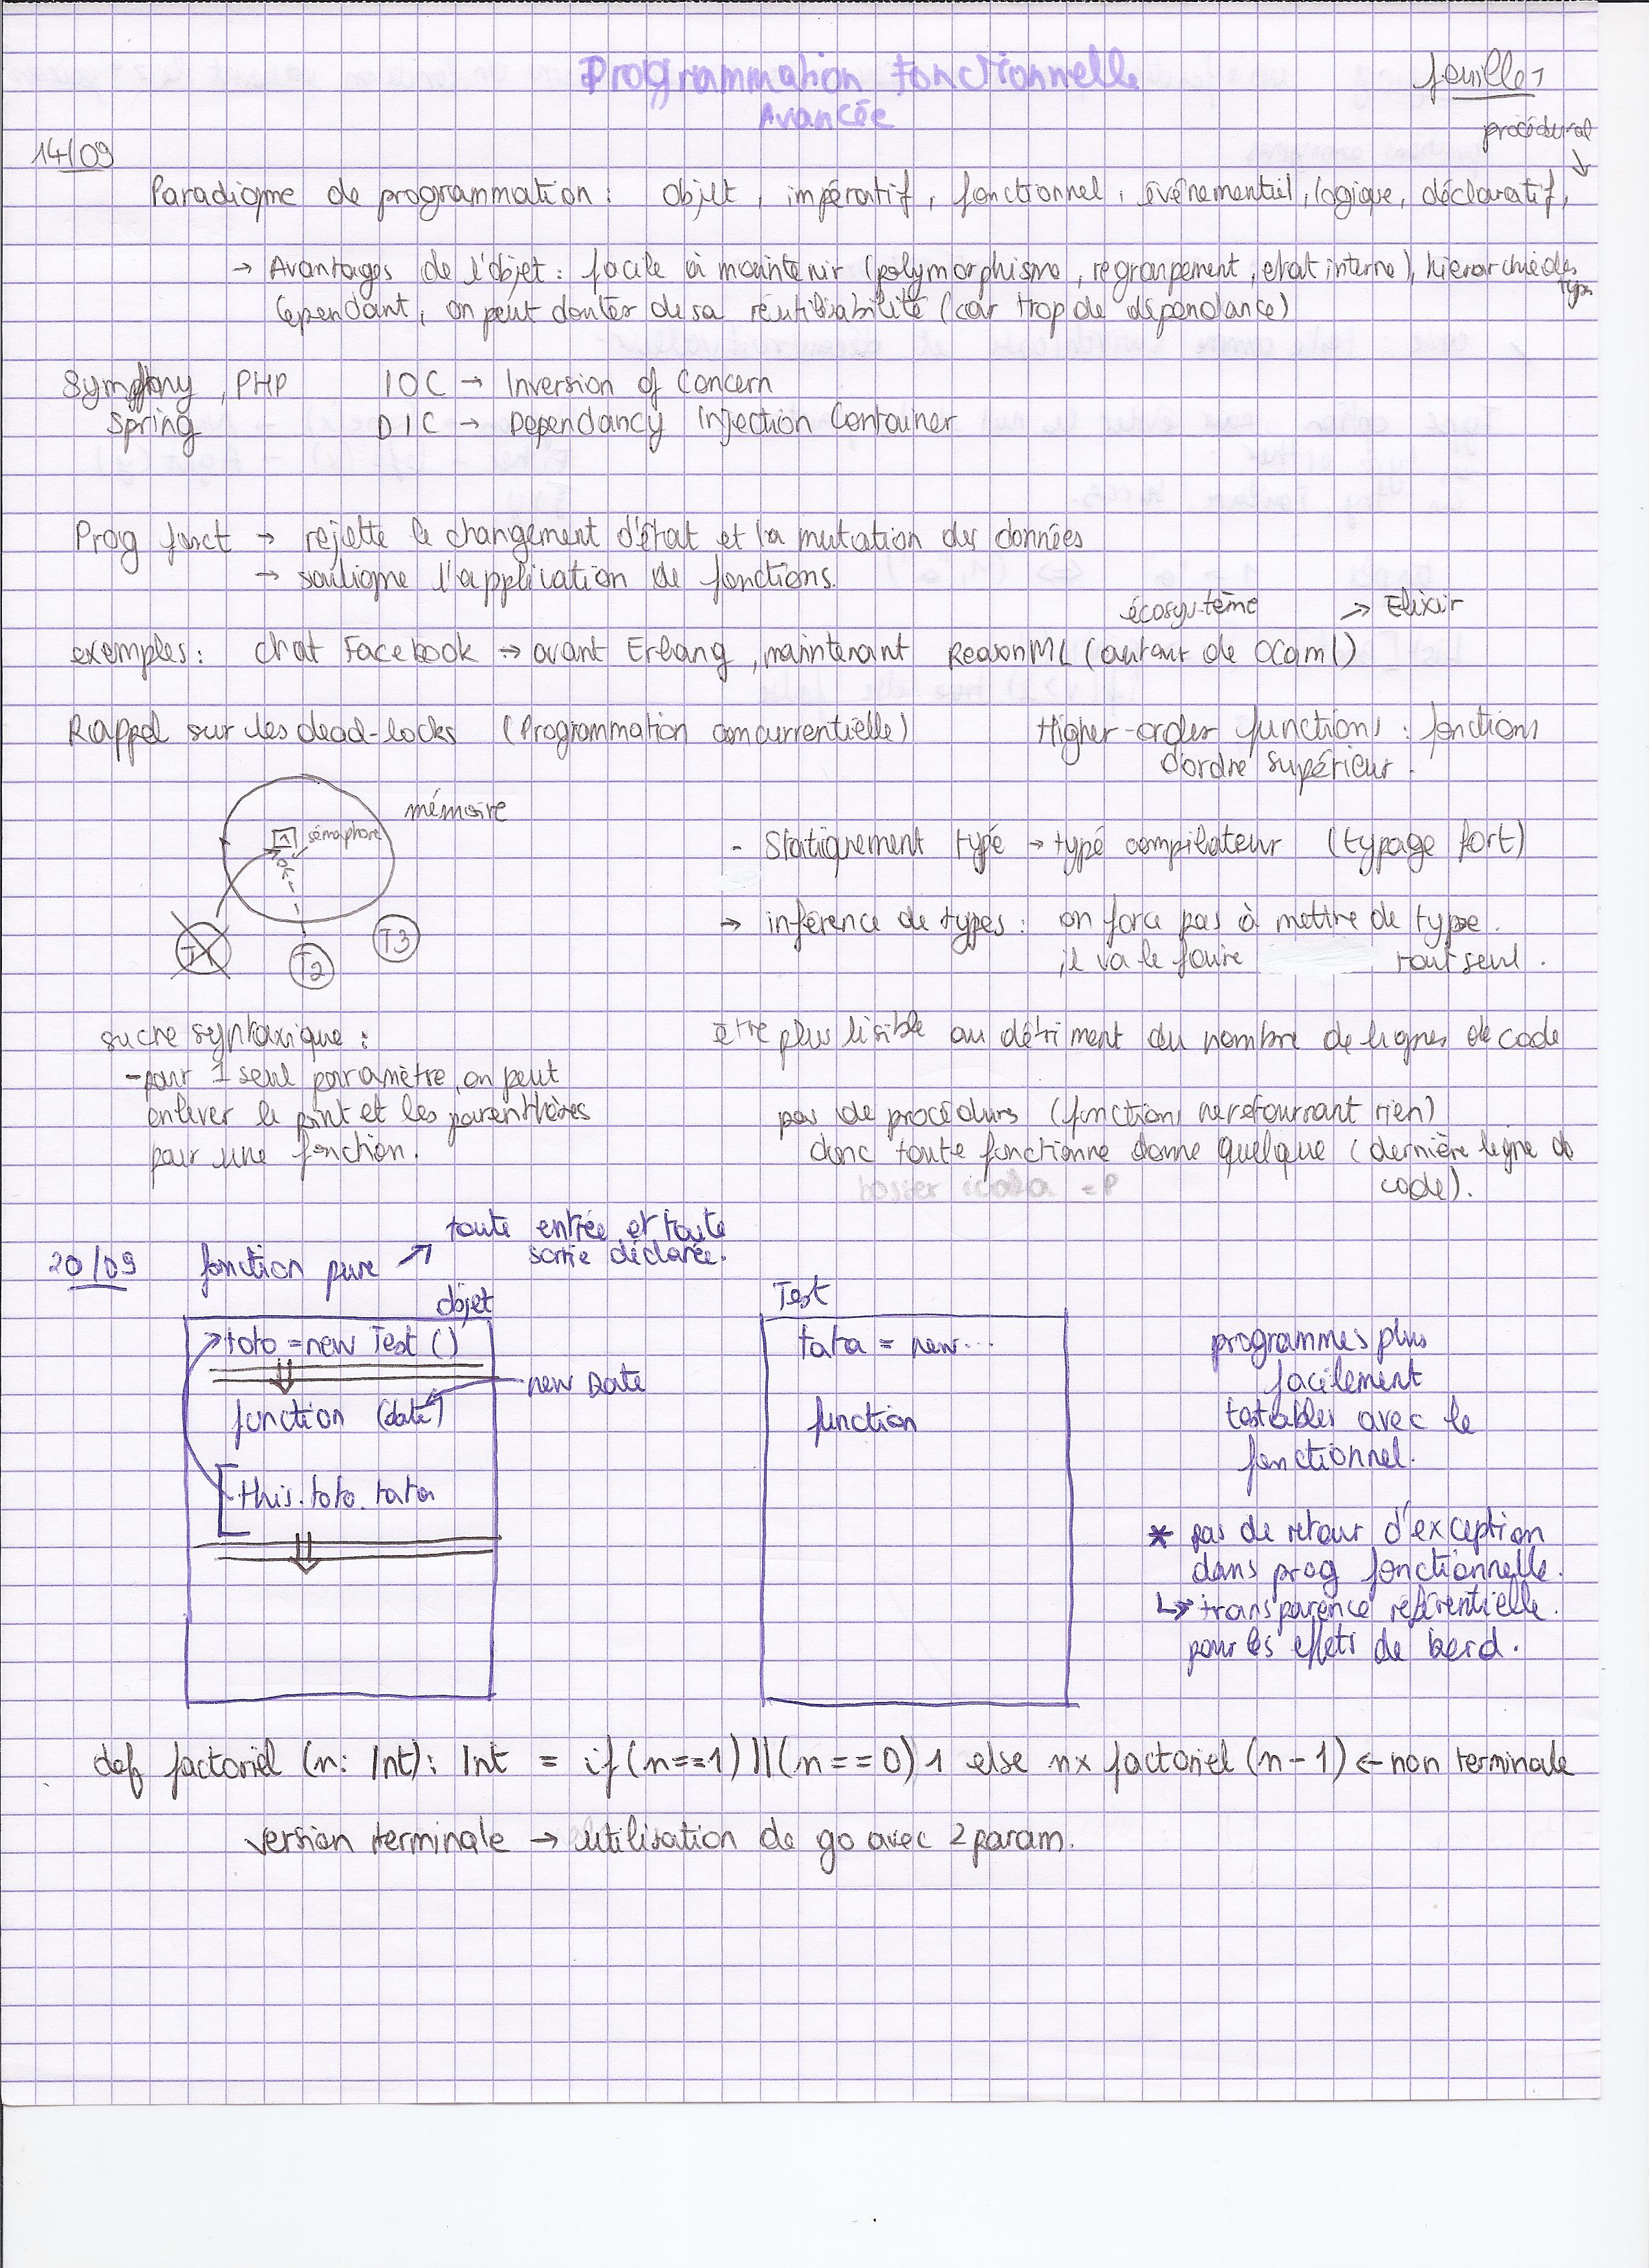 Programmation Fonctionnelle
Avancée
feuille 1
procédural
↓
14/09
Paradigme de programmation : Objet, impératif, fonctionnel, événementiel, logique, déclaratif,
→ Avantages de l'objet : facile à maintenir (polymorphisme, regroupement, etat interne), hierarchie des types
Cependant, on peut douter de sa réutilisabilité (car trop de dépendance)
Symphony, PHP IOC → Inversion of Concern
Spring DIC → Dependancy Injection Container
Prog fonct → rejette le changement d'état et la mutation des données
→ souligne l'application de fonctions.
écosystème → Elixir
exemples : chat Facebook → avant Erlang, maintenant ReasonML (autour de OCaml)
Rappel sur les dead-locks (Programmation concurrentielle)
Higher-order functions : fonctions
d'ordre supérieur.
mémoire
1 sémaphore
T1
T2
T3
- Statiquement typé → typé compilateur (typage fort)
→ inférence de types : on force pas à mettre de type.
il va le faire tout seul.
sucre syntaxique :
- pour 1 seul paramètre, on peut
enlever le point et les parenthèses
pour une fonction.
etre plus lisible au détriment du nombre de lignes de code
pas de procédurs (functions ne retournant rien)
donc toute fonctionne donne quelque (dernière ligne de
code).
20/09 fonction pure ↗ toute entrée et toute
sortie déclarée.
objet
toto = new Test ()
⇓
function (date) new Date
this.toto.tata
⇓
Test
tata = new...
function
programmes plus
facilement
testables avec le
fonctionnel.
* pas de retour d'exception
dans prog fonctionnelle.
↳ transparence référentielle.
pour les effets de bord.
def factoriel (n: Int): Int = if (n==1) || (n==0) 1 else n x factoriel (n-1) ← non terminale
version terminale → utilisation de go avec 2 param.